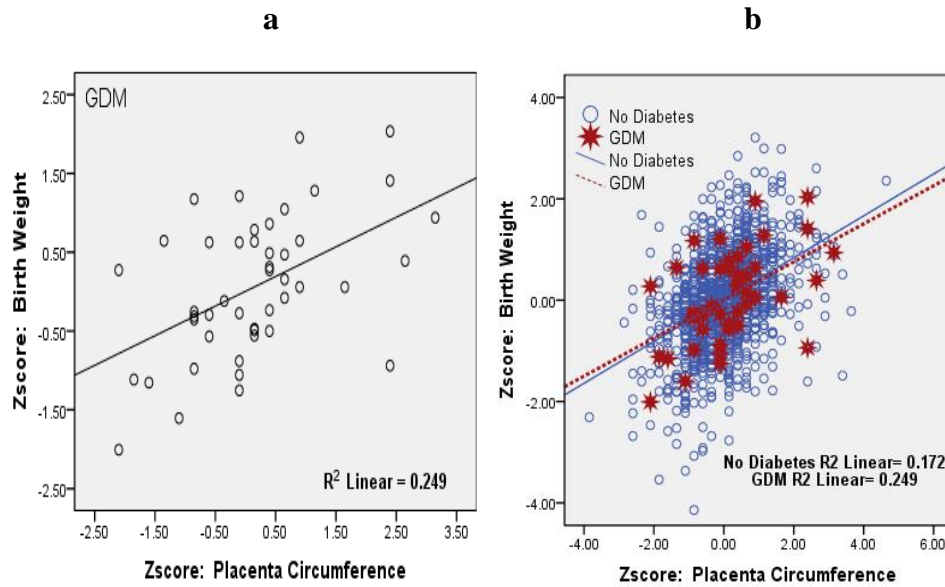 a
b
GDM
Zscore: Birth Weight
2.50
0.50
-0.50
-1.50
-2.50
R² Linear = 0.249
-2.50 -1.50 -0.50 0.50 1.50 2.50 3.50
Zscore: Placenta Circumference
No Diabetes
GDM
No Diabetes
GDM
Zscore: Birth Weight
4.00
2.00
0.00
-2.00
-4.00
No Diabetes R2 Linear= 0.172
GDM R2 Linear= 0.249
-4.00 -2.00 0.00 2.00 4.00 6.00
Zscore: Placenta Circumference